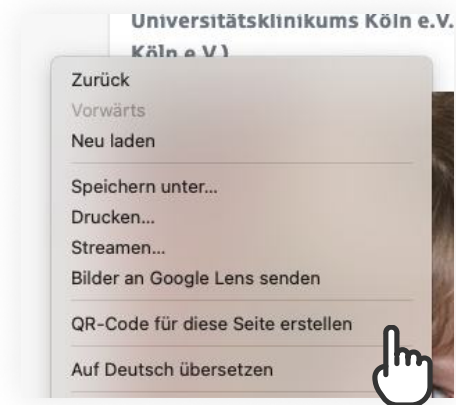 Universitätsklinikums Köln e.V.
Köln e.V.)
Zurück
Vorwärts
Neu laden
Speichern unter...
Drucken...
Streamen...
Bilder an Google Lens senden
QR-Code für diese Seite erstellen
Auf Deutsch übersetzen